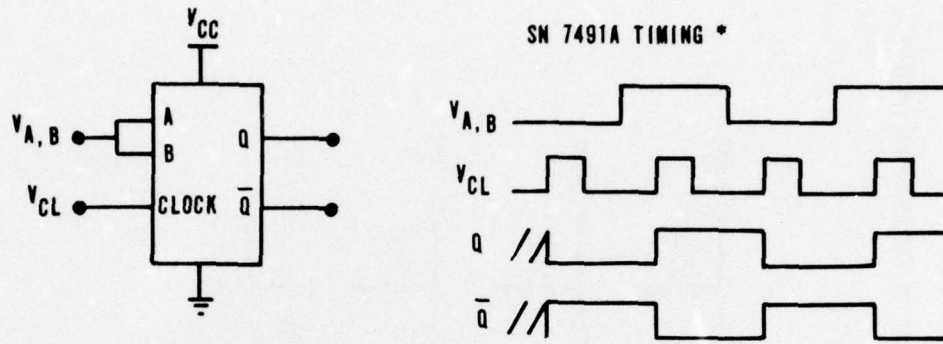 V_CC
SN 7491A TIMING *
V_A, B
A
B
Q
V_CL
CLOCK
Q̅
V_A, B
V_CL
Q
Q̅